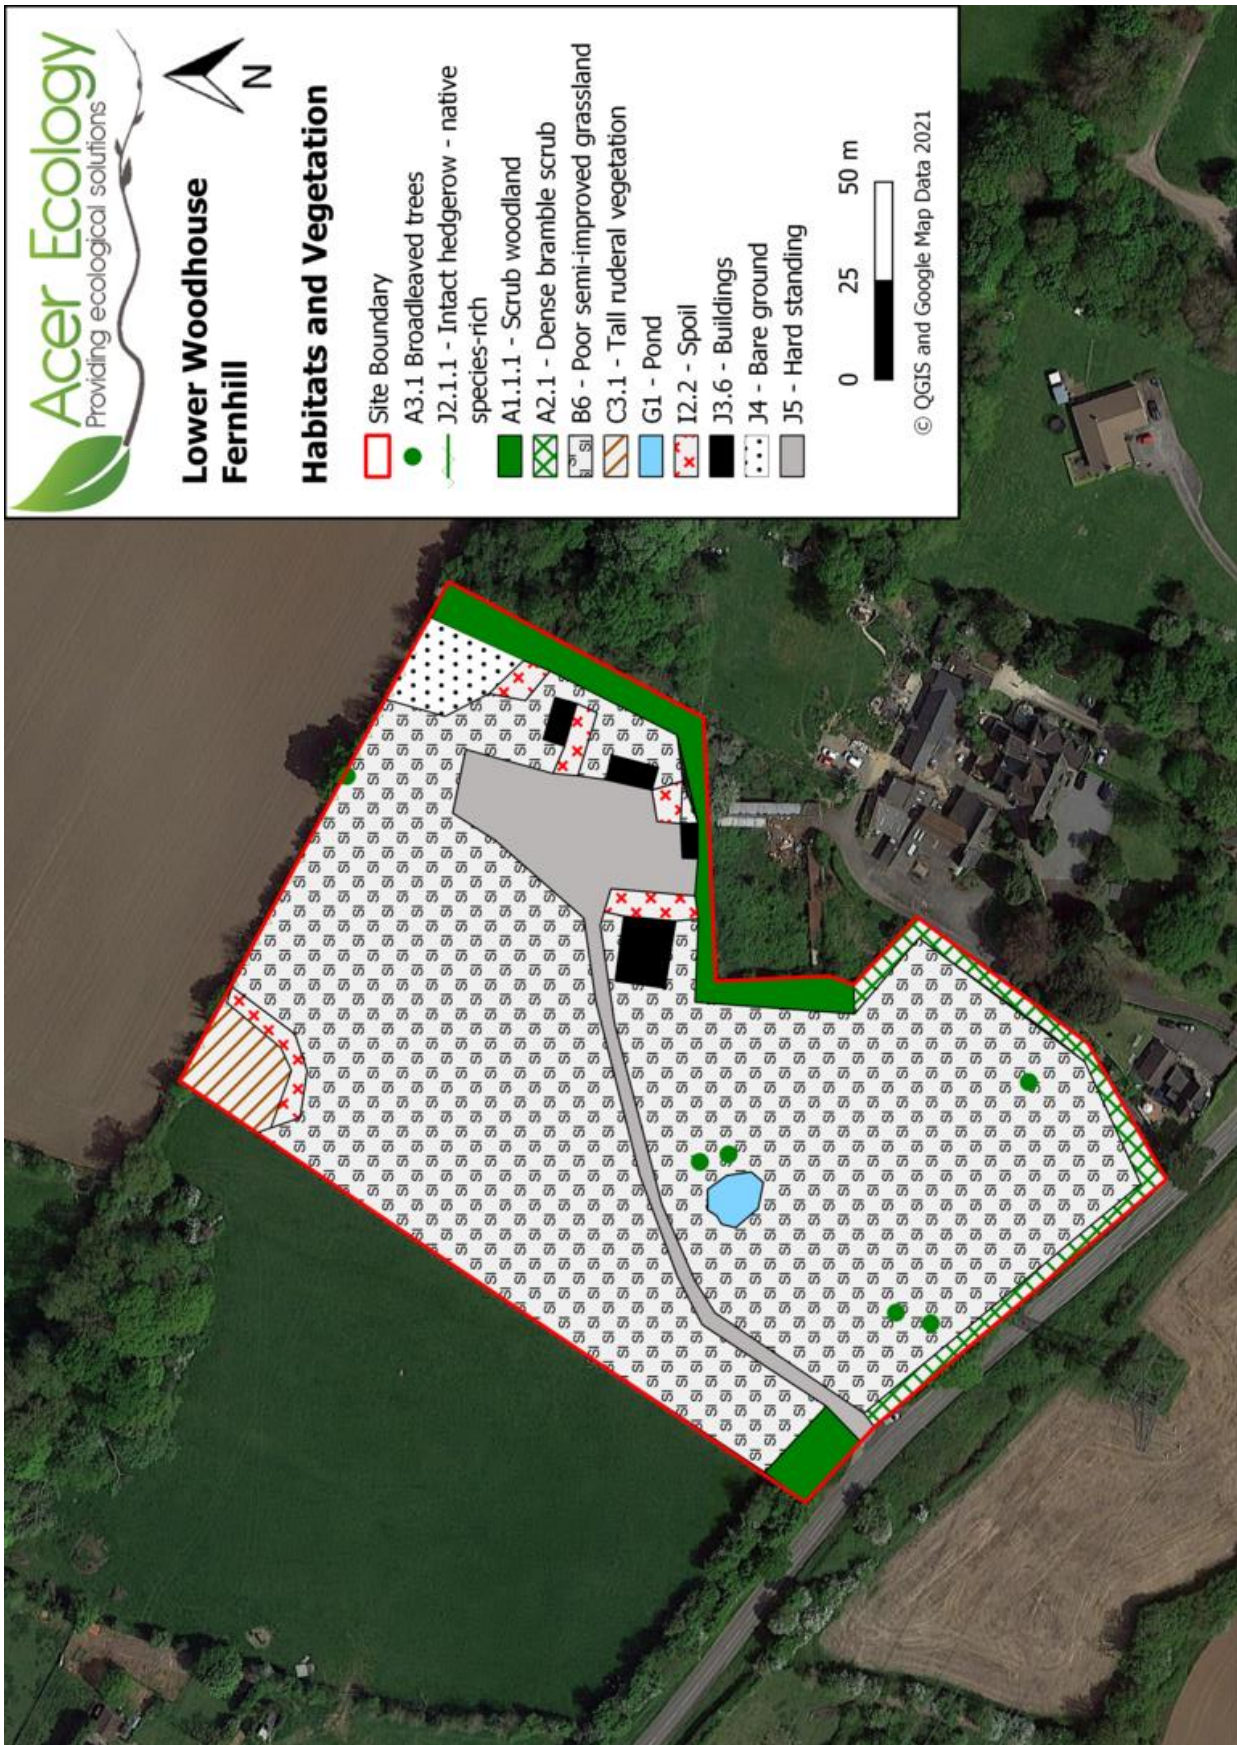 Acer Ecology
Providing ecological solutions
N
Lower Woodhouse
Fernhill
Habitats and Vegetation
Site Boundary
A3.1 Broadleaved trees
J2.1.1 - Intact hedgerow - native
species-rich
A1.1.1 - Scrub woodland
A2.1 - Dense bramble scrub
SI SI SI B6 - Poor semi-improved grassland
C3.1 - Tall ruderal vegetation
G1 - Pond
I2.2 - Spoil
J3.6 - Buildings
J4 - Bare ground
J5 - Hard standing
0 25 50 m
© QGIS and Google Map Data 2021